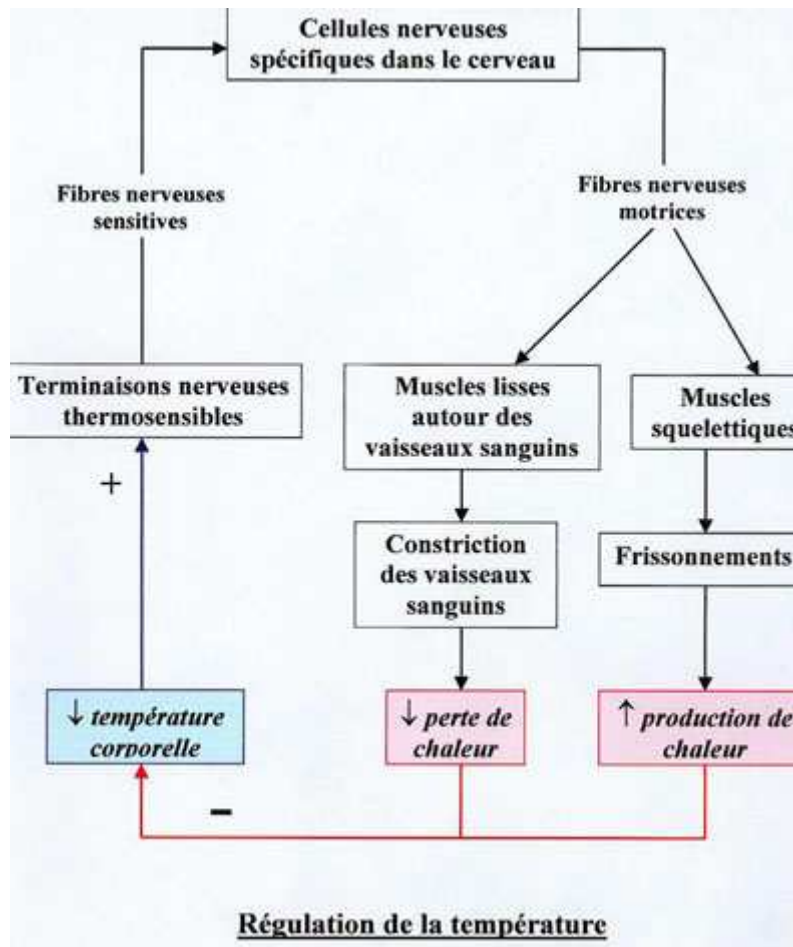 Cellules nerveuses
spécifiques dans le cerveau
Fibres nerveuses
sensitives
Fibres nerveuses
motrices
Terminaisons nerveuses
thermosensibles
Muscles lisses
autour des
vaisseaux sanguins
Muscles
squelettiques
+
Constriction
des vaisseaux
sanguins
Frissonnements
↓ température
corporelle
↓ perte de
chaleur
↑ production de
chaleur
-
Régulation de la température